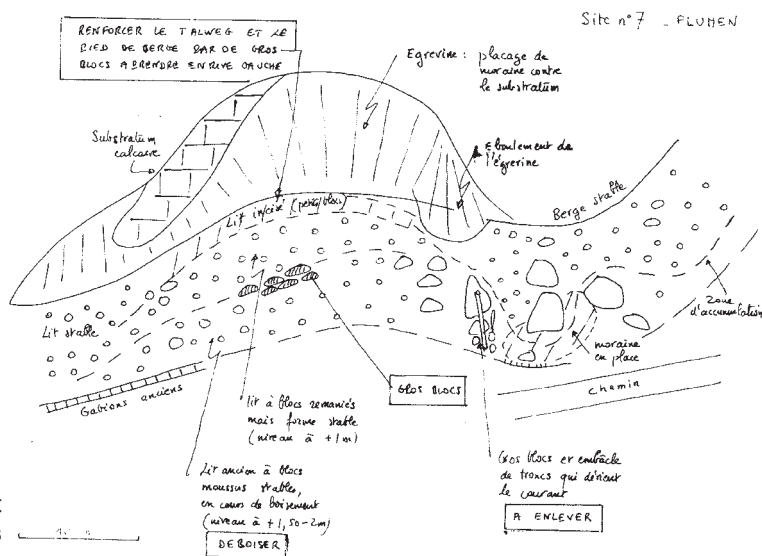 Site n°7 - FLUMEN
RENFORCER LE TALWEG ET LE
PIED DE BERGE PAR DE GROS
BLOCS A PRENDRE EN RIVE GAUCHE
Egrevine : placage de
moraine contre
le substratum
Substratum
calcaire
Eboulement de
l'égrevine
Berge stable
Lit incisé (petits blocs)
Zone
d'accumulation
Lit stable
moraine
en place
chemin
Gabions anciens
GROS BLOCS
lit à blocs remaniés
mais forme stable
(niveau à +1m)
Gros blocs et embâcle
de troncs qui dévient
le courant
A ENLEVER
Lit ancien à blocs
moussus stables,
en cours de boisement
(niveau à +1,50-2m)
DEBOISER